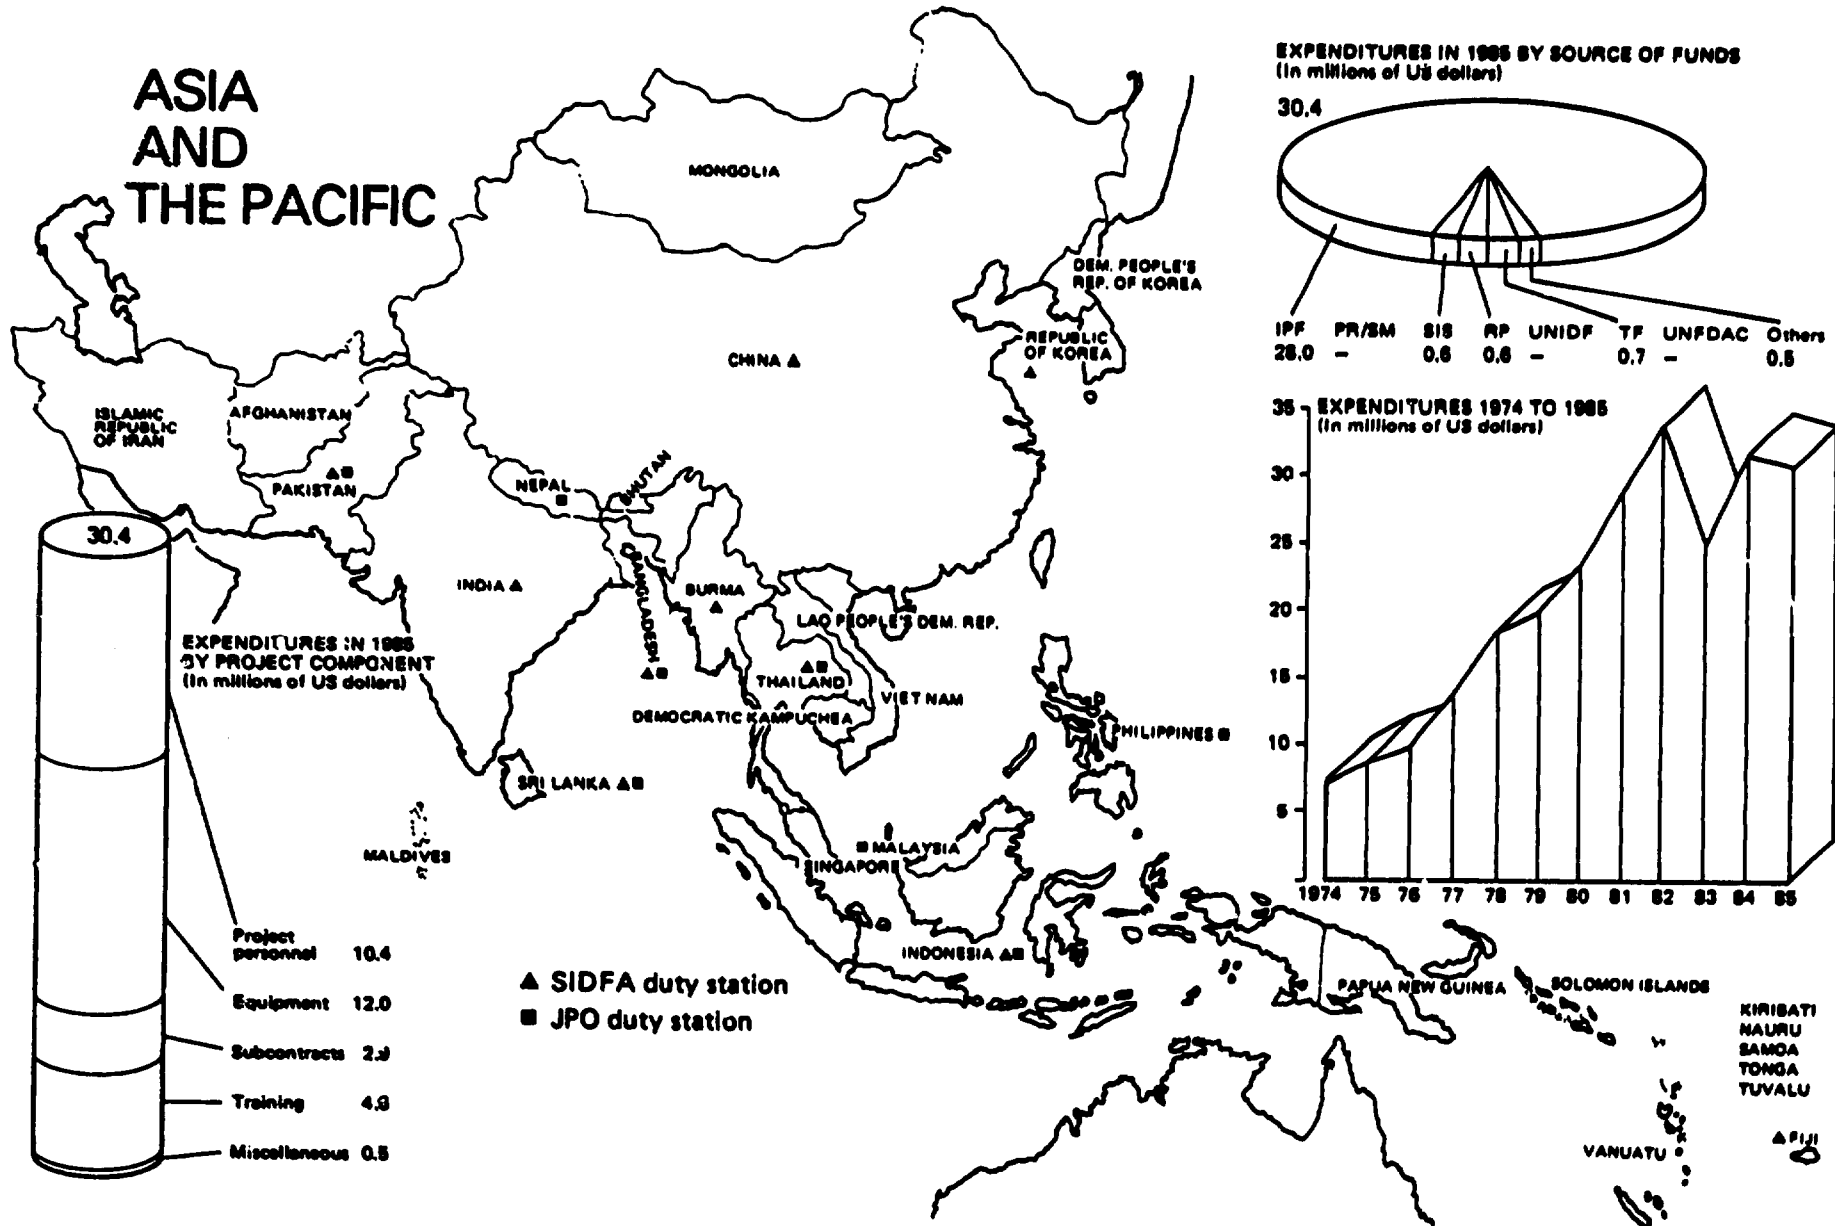 ASIA
AND
THE PACIFIC
EXPENDITURES IN 1985 BY SOURCE OF FUNDS
(In millions of US dollars)
30.4
IPF PR/SM SIS RP UNIDF TF UNFDAC Others
28.0 – 0.6 0.6 – 0.7 – 0.5
EXPENDITURES 1974 TO 1985
(In millions of US dollars)
35
30
25
20
15
10
5
1974 75 76 77 78 79 80 81 82 83 84 85
MONGOLIA
DEM. PEOPLE'S
REP. OF KOREA
REPUBLIC
OF KOREA ▲
CHINA ▲
ISLAMIC
REPUBLIC
OF IRAN
AFGHANISTAN
▲■
PAKISTAN
NEPAL ■
BHUTAN
INDIA ▲
BANGLADESH ▲■
BURMA ▲
LAO PEOPLE'S DEM. REP.
▲■
THAILAND
VIET NAM
DEMOCRATIC KAMPUCHEA
PHILIPPINES ■
SRI LANKA ▲■
MALDIVES
■ MALAYSIA
SINGAPORE
INDONESIA ▲■
PAPUA NEW GUINEA
SOLOMON ISLANDS
KIRIBATI
NAURU
SAMOA
TONGA
TUVALU
▲ FIJI
VANUATU
30.4
EXPENDITURES IN 1985
BY PROJECT COMPONENT
(In millions of US dollars)
Project
personnel 10.4
Equipment 12.0
Subcontracts
Training
Miscellaneous 0.5
▲ SIDFA duty station
■ JPO duty station